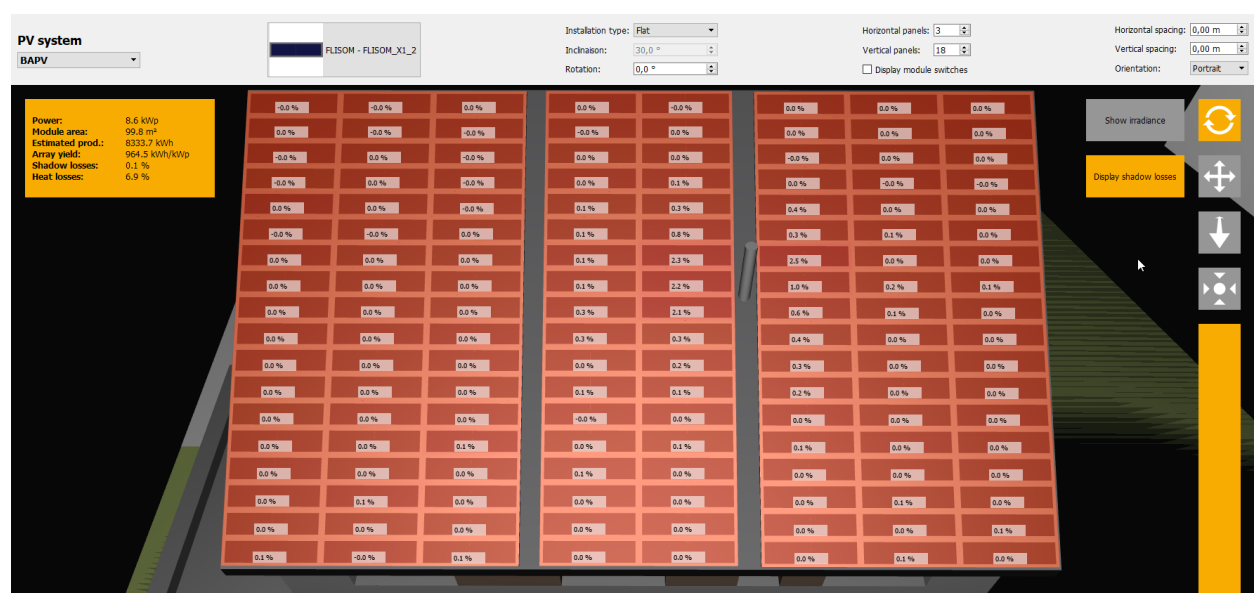 PV system
BAPV
FLISOM - FLISOM_X1_2
Installation type: Flat
Inclinaison: 30,0 °
Rotation: 0,0 °
Horizontal panels: 3
Vertical panels: 18
Display module switches
Horizontal spacing: 0,00 m
Vertical spacing: 0,00 m
Orientation: Portrait
Power: 8.6 kWp
Module area: 99.8 m²
Estimated prod.: 8333.7 kWh
Array yield: 964.5 kWh/kWp
Shadow losses: 0.1 %
Heat losses: 6.9 %
Show irradiance
Display shadow losses
-0.0 % -0.0 % 0.0 % 0.0 % -0.0 % 0.0 % 0.0 % 0.0 %
0.0 % -0.0 % -0.0 % -0.0 % 0.0 % 0.0 % 0.0 % 0.0 %
-0.0 % 0.0 % -0.0 % 0.0 % 0.0 % -0.0 % 0.0 % 0.0 %
-0.0 % 0.0 % -0.0 % 0.0 % 0.1 % 0.0 % -0.0 % -0.0 %
0.0 % 0.0 % -0.0 % 0.1 % 0.3 % 0.4 % 0.0 % 0.0 %
-0.0 % -0.0 % 0.0 % 0.1 % 0.8 % 0.3 % 0.1 % 0.0 %
0.0 % 0.0 % 0.0 % 0.1 % 2.3 % 2.5 % 0.0 % 0.0 %
0.0 % 0.0 % 0.0 % 0.1 % 2.2 % 1.0 % 0.2 % 0.1 %
0.0 % 0.0 % 0.0 % 0.3 % 2.1 % 0.6 % 0.1 % 0.0 %
0.0 % 0.0 % 0.0 % 0.3 % 0.3 % 0.4 % 0.0 % 0.0 %
0.0 % 0.0 % 0.0 % 0.0 % 0.2 % 0.3 % 0.0 % 0.0 %
0.0 % 0.0 % 0.0 % 0.1 % 0.1 % 0.2 % 0.0 % 0.0 %
0.0 % 0.0 % 0.0 % -0.0 % 0.0 % 0.0 % 0.0 % 0.0 %
0.0 % 0.0 % 0.1 % 0.0 % 0.1 % 0.1 % 0.0 % 0.0 %
0.0 % 0.0 % 0.0 % 0.1 % 0.0 % 0.0 % 0.0 % 0.0 %
0.0 % 0.1 % 0.0 % 0.0 % 0.0 % 0.0 % 0.1 % 0.0 %
0.0 % 0.0 % 0.0 % 0.0 % 0.0 % 0.0 % 0.0 % 0.1 %
0.1 % -0.0 % 0.1 % 0.0 % 0.0 % 0.0 % 0.1 % 0.0 %